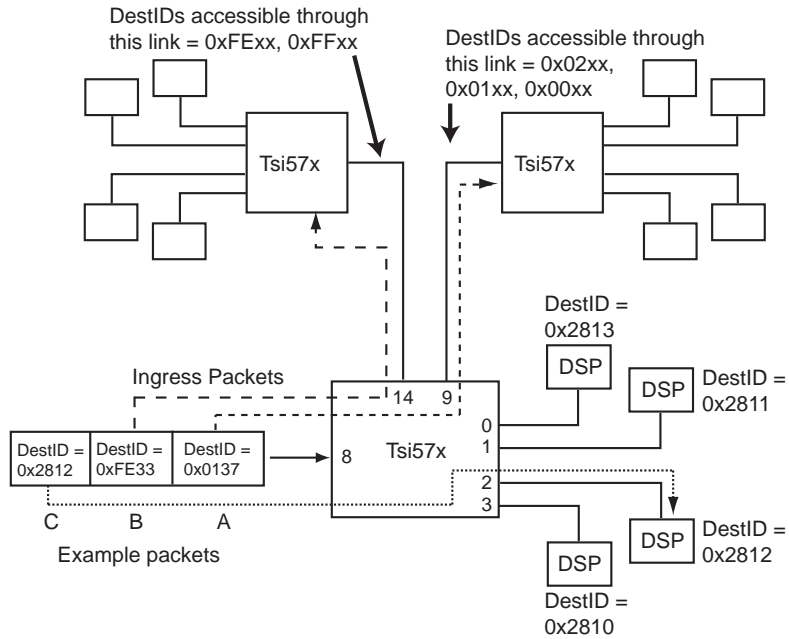 DestIDs accessible through
this link = 0xFExx, 0xFFxx
DestIDs accessible through
this link = 0x02xx,
0x01xx, 0x00xx
Tsi57x
Tsi57x
DestID =
0x2813
DSP
DSP
DestID =
0x2811
Ingress Packets
14
9
0
1
2
3
8
Tsi57x
DestID =
0x2812
DestID =
0xFE33
DestID =
0x0137
C
B
A
Example packets
DSP
DestID =
0x2812
DSP
DestID =
0x2810